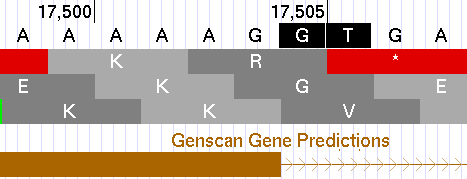 17,500 17,505
A A A A A G G T G A
K R *
E K G E
K K V
Genscan Gene Predictions